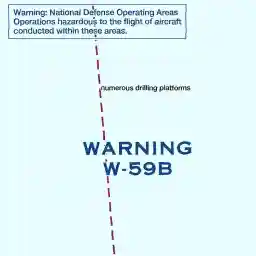 Warning: National Defense Operating Areas
Operations hazardous to the flight of aircraft
conducted within these areas.
numerous drilling platforms
WARNING
W-59B